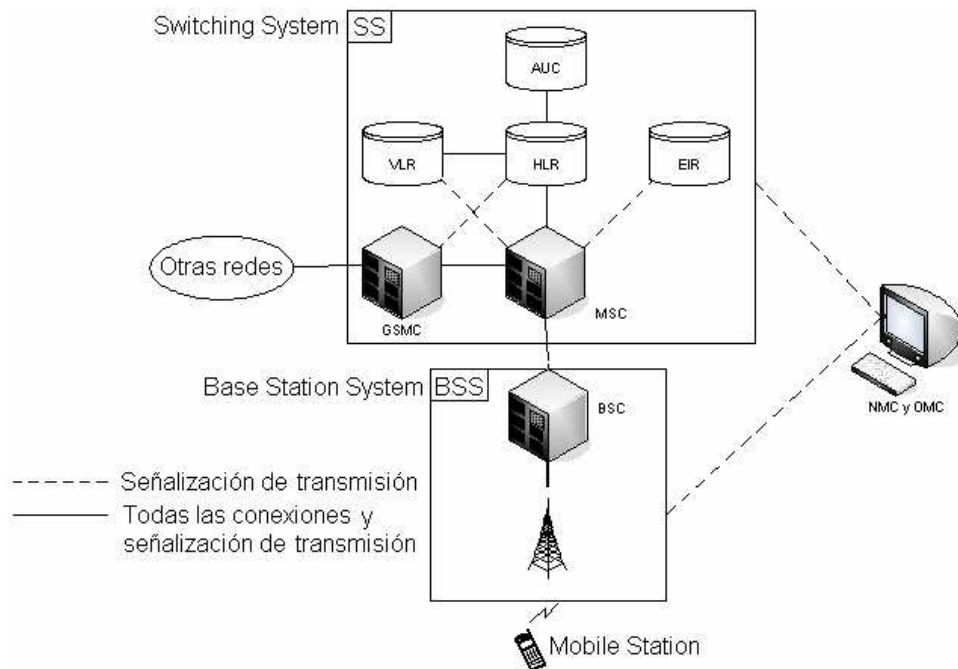 Switching System SS
AUC
VLR
HLR
EIR
Otras redes
GSMC
MSC
NMC y OMC
Base Station System BSS
BSC
Señalización de transmisión
Todas las conexiones y
señalización de transmisión
Mobile Station